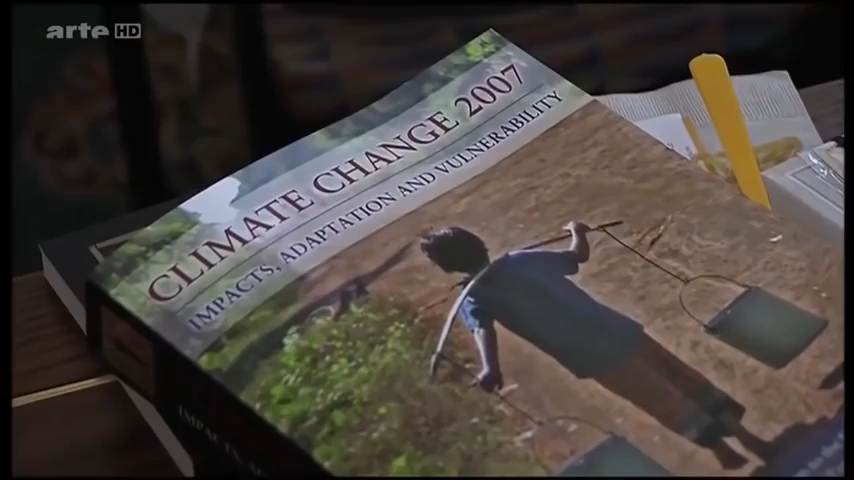 arte HD
CLIMATE CHANGE 2007
IMPACTS, ADAPTATION AND VULNERABILITY